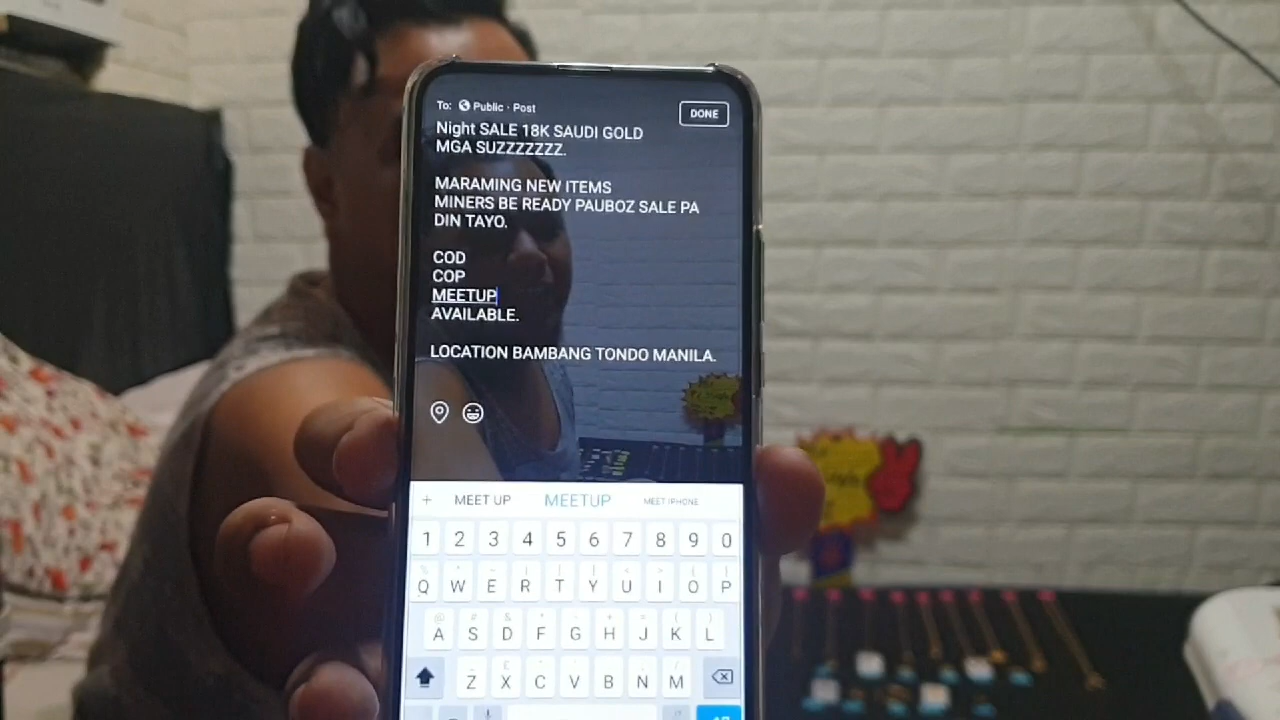 To: Public · Post
DONE
Night SALE 18K SAUDI GOLD
MGA SUZZZZZZZ.
MARAMING NEW ITEMS
MINERS BE READY PAUBOZ SALE PA
DIN TAYO.
COD
COP
MEETUP
AVAILABLE.
LOCATION BAMBANG TONDO MANILA.
+ MEET UP MEETUP MEET IPHONE
1 2 3 4 5 6 7 8 9 0
Q W E R T Y U I O P
A S D F G H J K L
Z X C V B N M